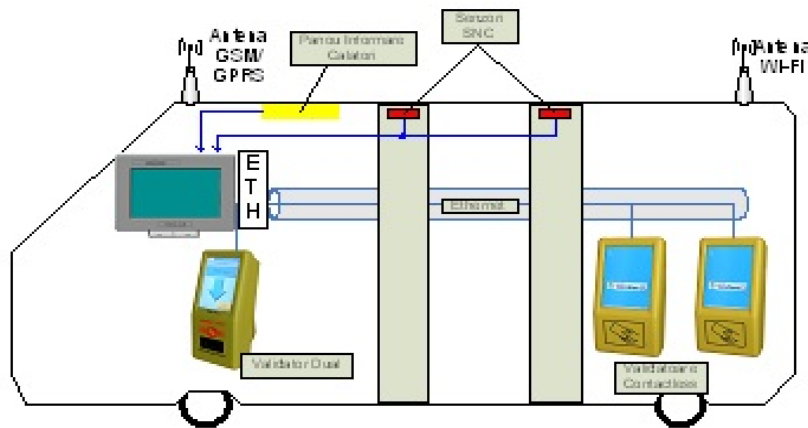 Antena
GSM/
GPRS
Panou Informare
Calatori
Senzori
SNC
Antena
WI-FI
E
T
H
Ethernet
Validator Dual
Validatoare
Contactless